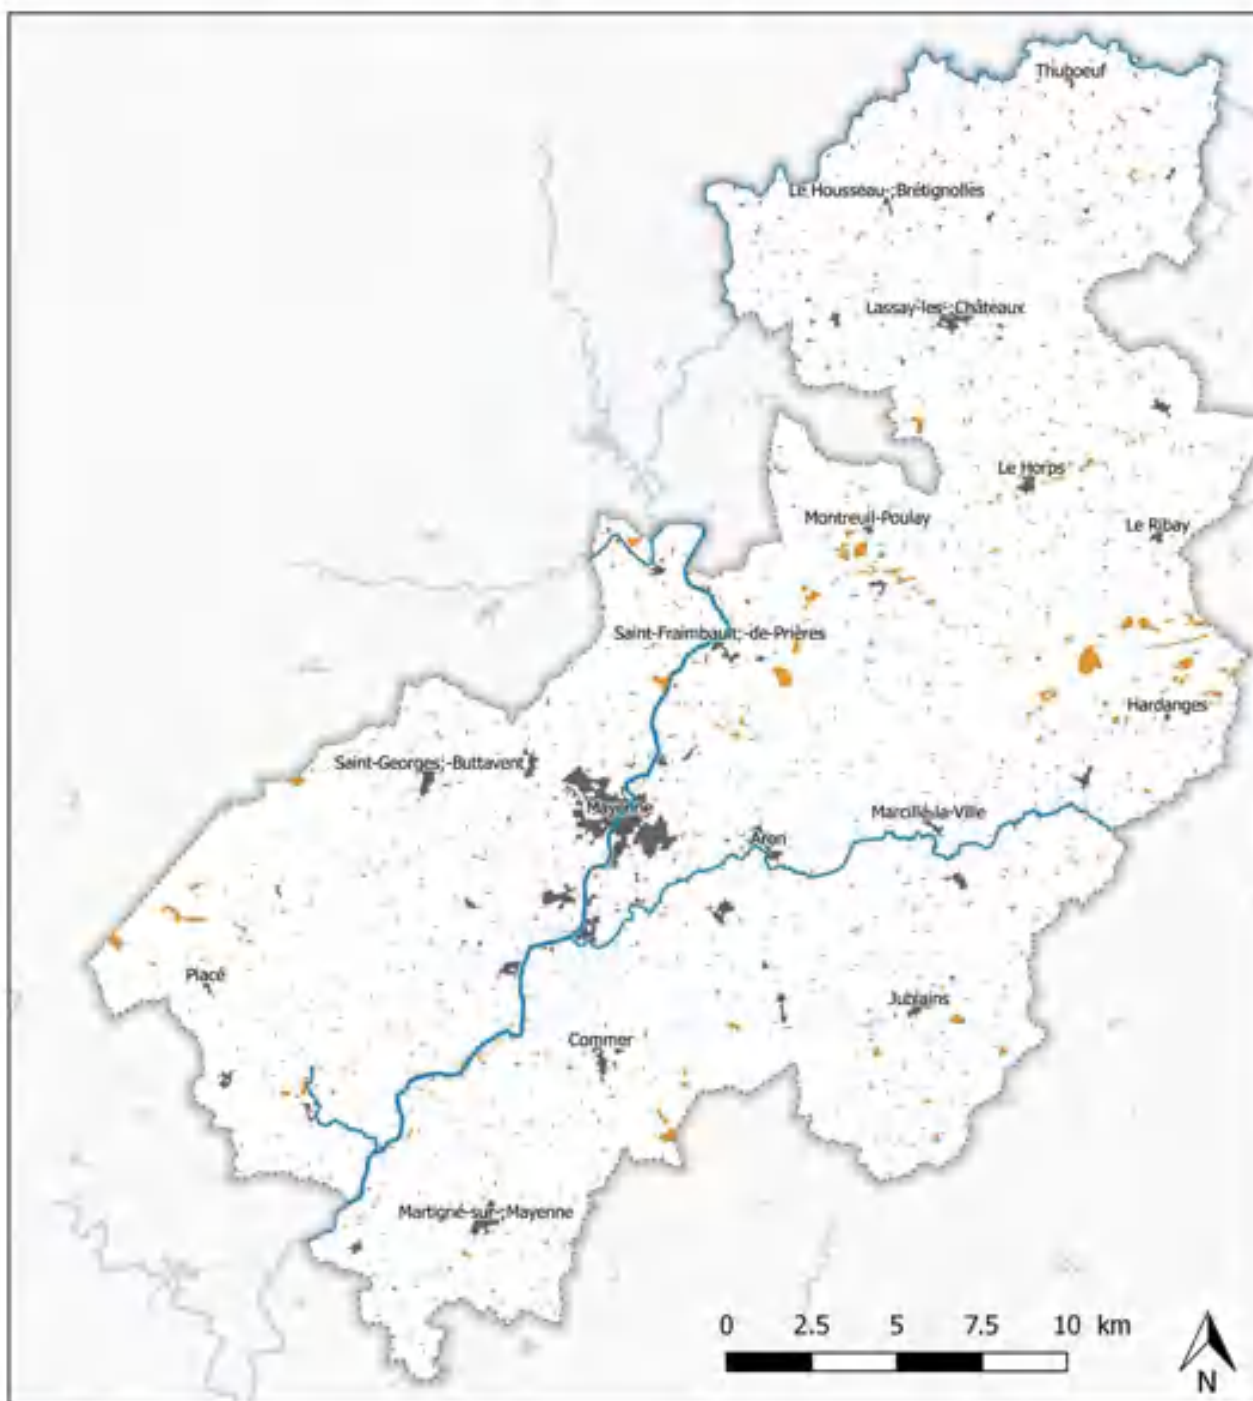 Thuboeuf
Le Housseau-;Brétignolles
Lassay-les-;Châteaux
Le Horps
Montreuil-Poulay
Le Ribay
Saint-Fraimbault;-de-Prières
Hardanges
Saint-Georges;-Buttavent
Mayenne
Marcillé-la-Ville
Aron
Placé
Jublains
Commer
Martigné-sur-;Mayenne
0 2.5 5 7.5 10 km
N